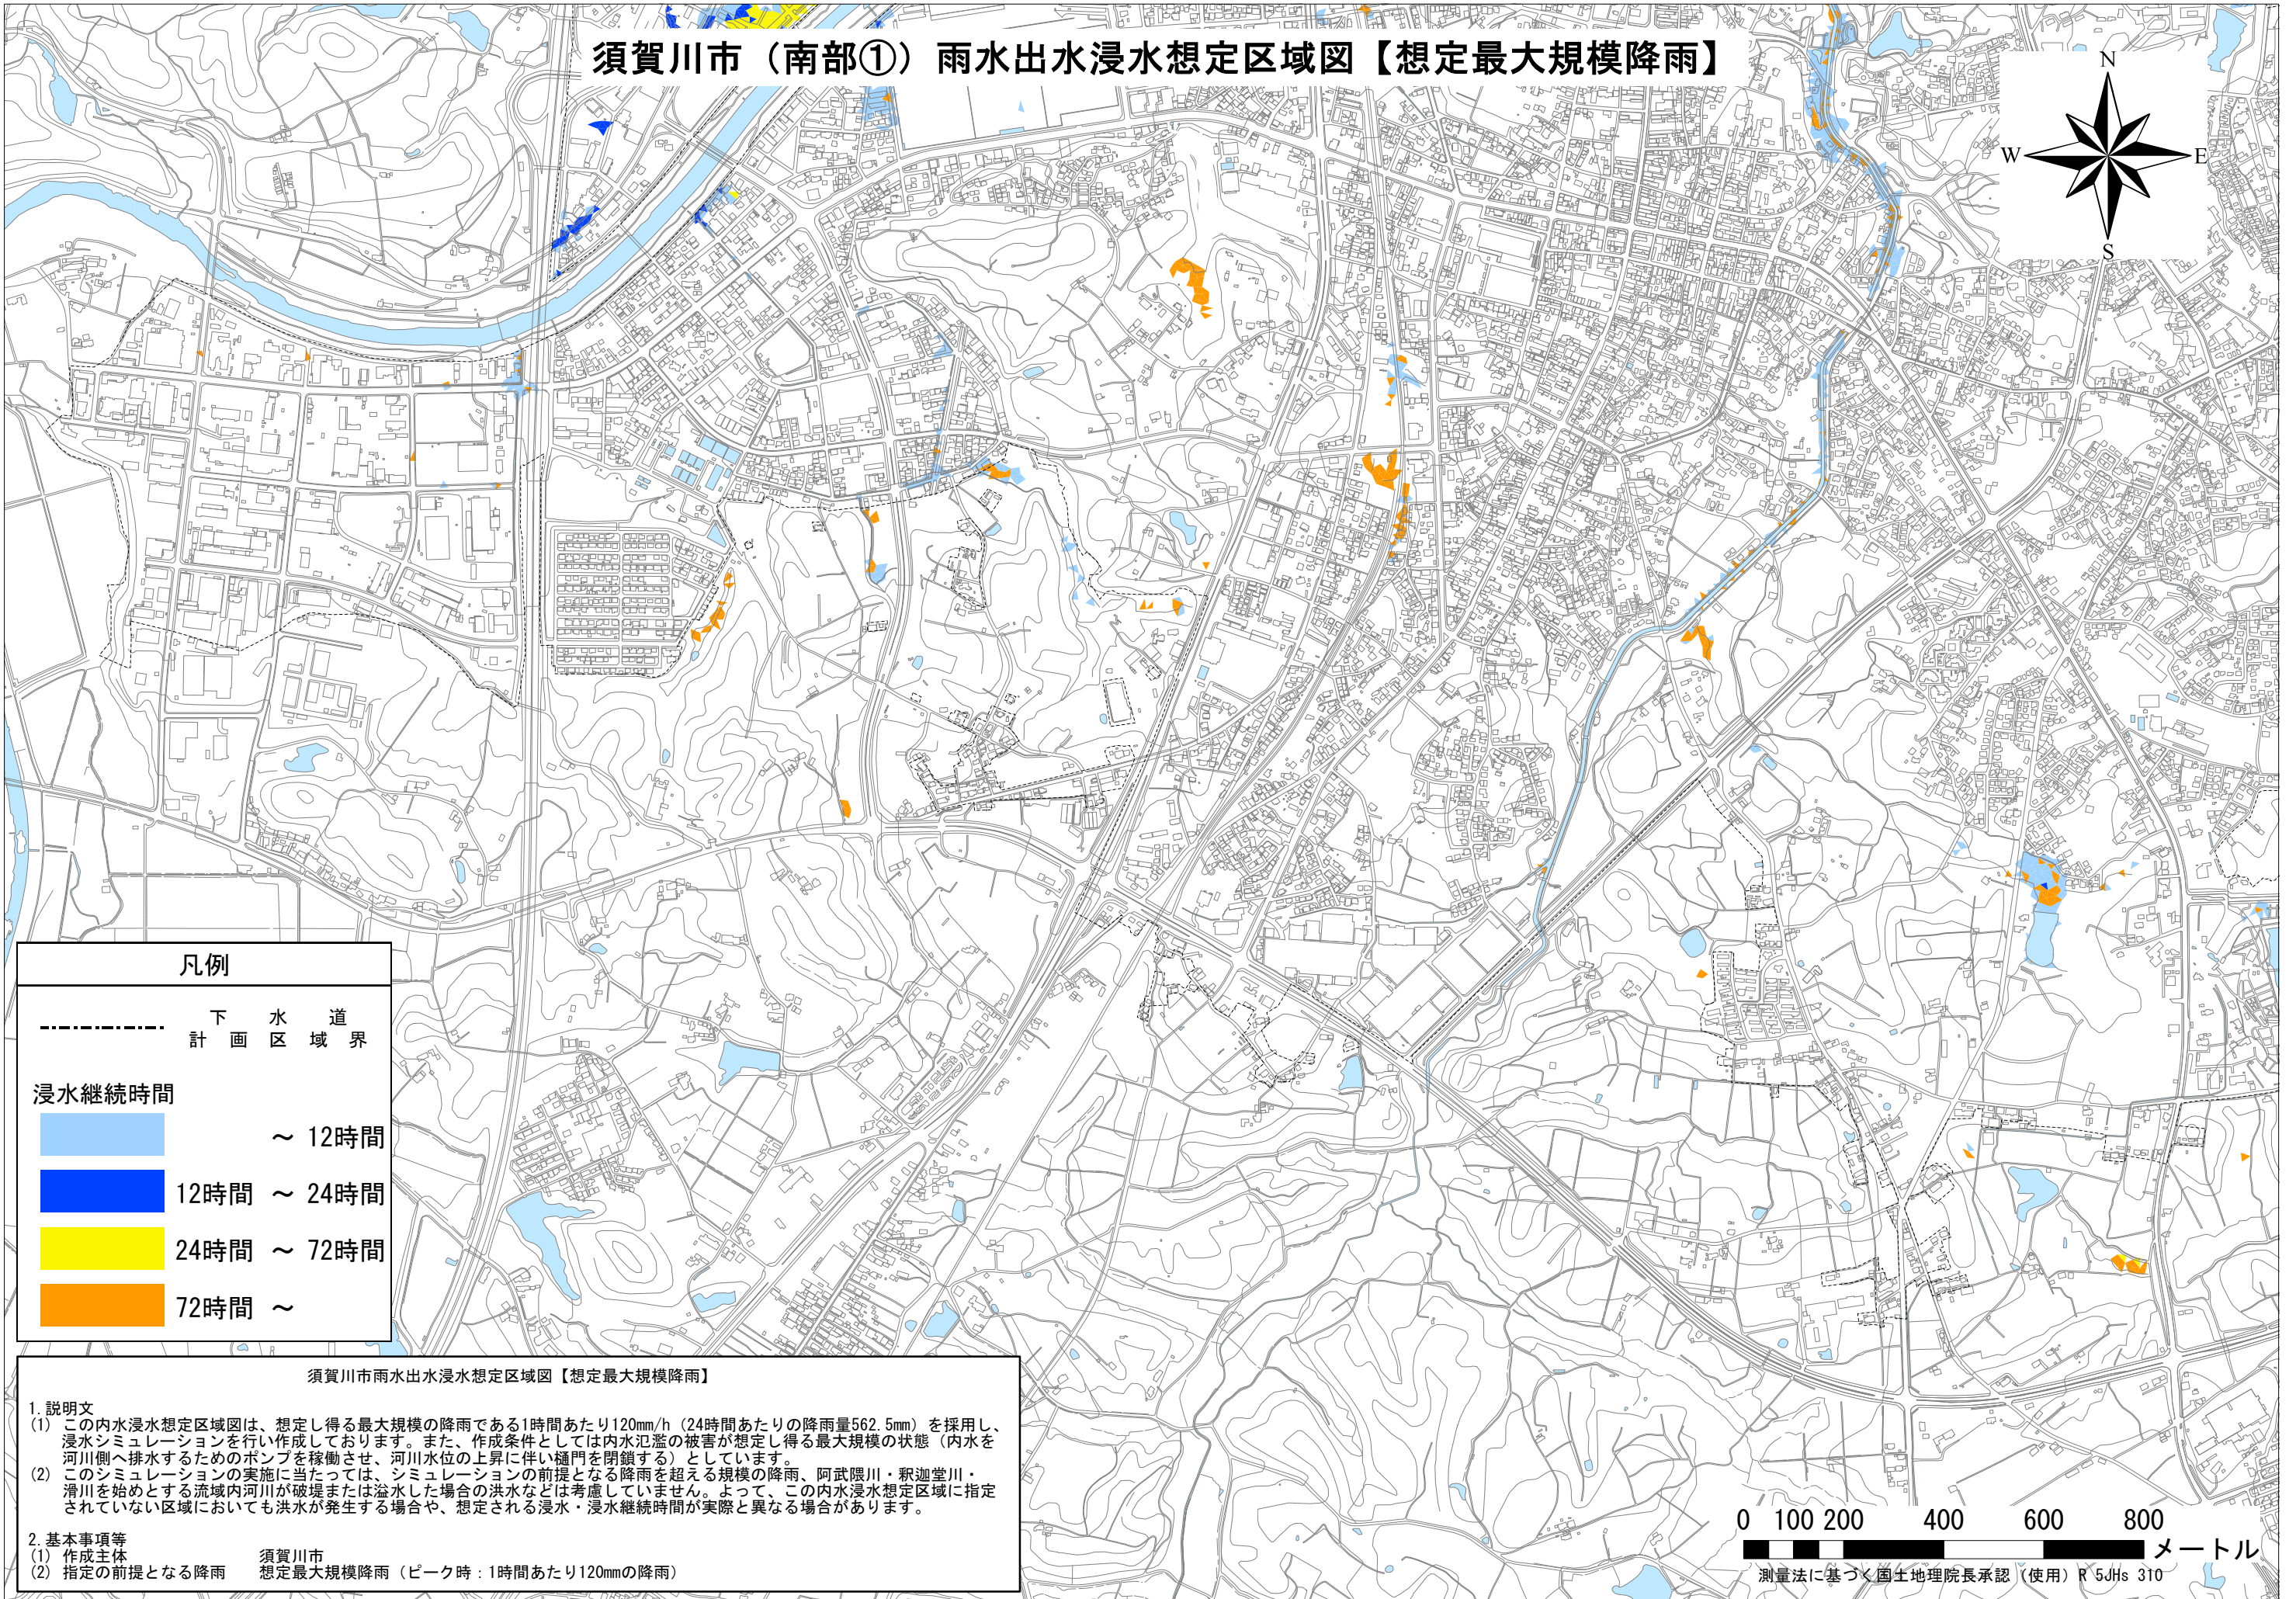 須賀川市（南部①）雨水出水浸水想定区域図【想定最大規模降雨】
N
W
E
S
凡例
下水道
計画区域界
浸水継続時間
～ 12時間
12時間 ～ 24時間
24時間 ～ 72時間
72時間 ～
須賀川市雨水出水浸水想定区域図【想定最大規模降雨】
1.説明文
(1) この内水浸水想定区域図は、想定し得る最大規模の降雨である1時間あたり120mm/h（24時間あたりの降雨量562.5mm）を採用し、
浸水シミュレーションを行い作成しております。また、作成条件としては内水氾濫の被害が想定し得る最大規模の状態（内水を
河川側へ排水するためのポンプを稼働させ、河川水位の上昇に伴い樋門を閉鎖する）としています。
(2) このシミュレーションの実施に当たっては、シミュレーションの前提となる降雨を超える規模の降雨、阿武隈川・釈迦堂川・
滑川を始めとする流域内河川が破堤または溢水した場合の洪水などは考慮していません。よって、この内水浸水想定区域に指定
されていない区域においても洪水が発生する場合や、想定される浸水・浸水継続時間が実際と異なる場合があります。
2.基本事項等
(1) 作成主体 須賀川市
(2) 指定の前提となる降雨 想定最大規模降雨（ピーク時：1時間あたり120mmの降雨）
0 100 200 400 600 800
メートル
測量法に基づく国土地理院長承認（使用）R 5JHs 310